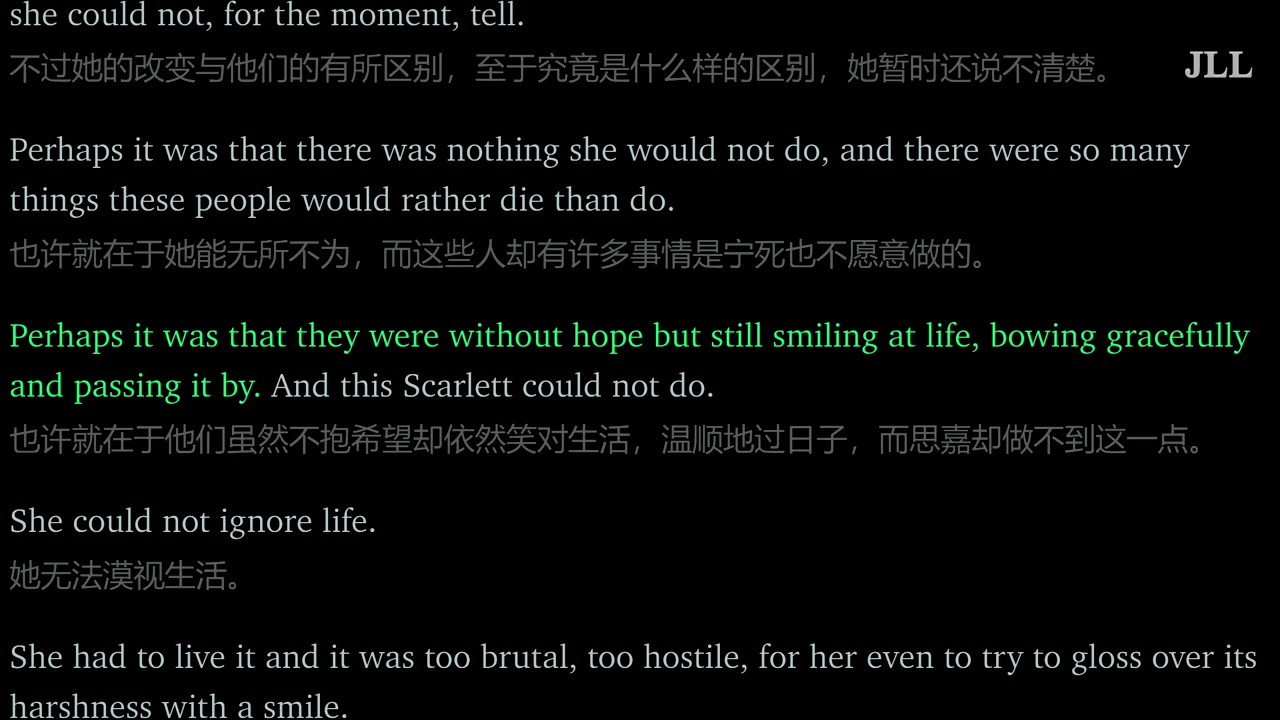 she could not, for the moment, tell.
不过她的改变与他们的有所区别，至于究竟是什么样的区别，她暂时还说不清楚。
JLL
Perhaps it was that there was nothing she would not do, and there were so many
things these people would rather die than do.
也许就在于她能无所不为，而这些人却有许多事情是宁死也不愿意做的。
Perhaps it was that they were without hope but still smiling at life, bowing gracefully
and passing it by. And this Scarlett could not do.
也许就在于他们虽然不抱希望却依然笑对生活，温顺地过日子，而思嘉却做不到这一点。
She could not ignore life.
她无法漠视生活。
She had to live it and it was too brutal, too hostile, for her even to try to gloss over its
harshness with a smile.